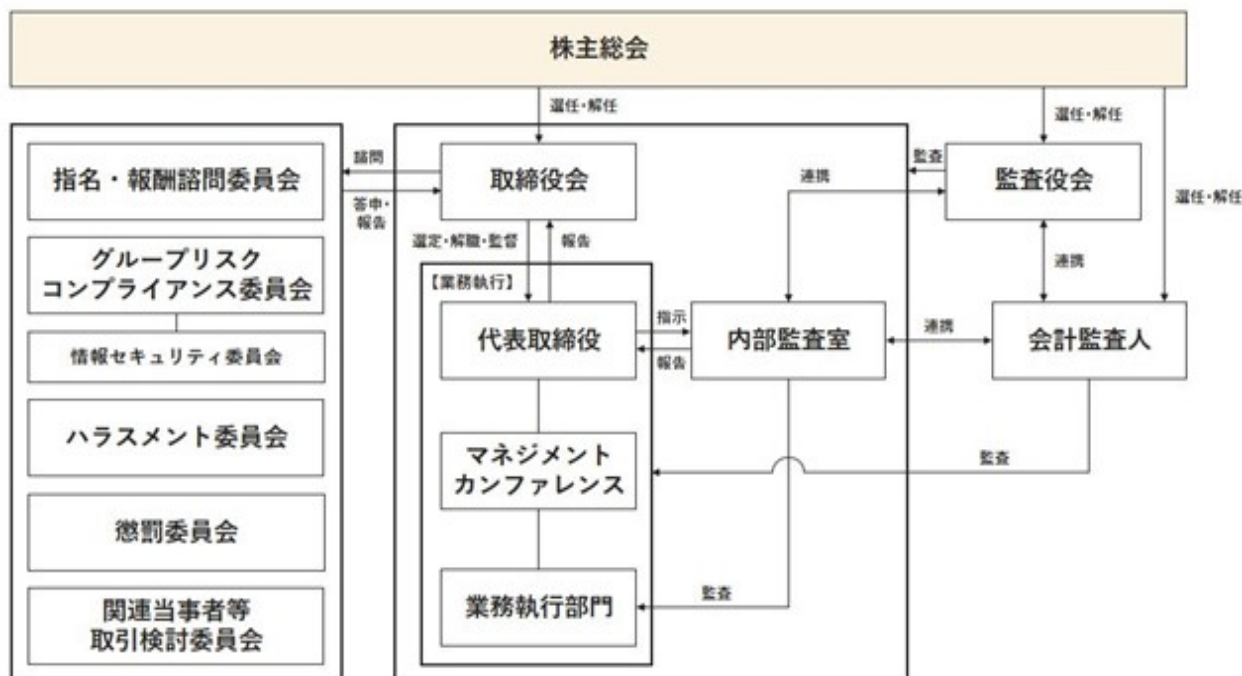 株主総会
選任・解任
選任・解任
選任・解任
指名・報酬諮問委員会
諮問
答申・
報告
取締役会
監査
監査役会
連携
グループリスク
コンプライアンス委員会
選定・解職・監督
報告
連携
【業務執行】
情報セキュリティ委員会
代表取締役
指示
報告
内部監査室
連携
会計監査人
ハラスメント委員会
マネジメント
カンファレンス
監査
懲罰委員会
関連当事者等
取引検討委員会
業務執行部門
監査